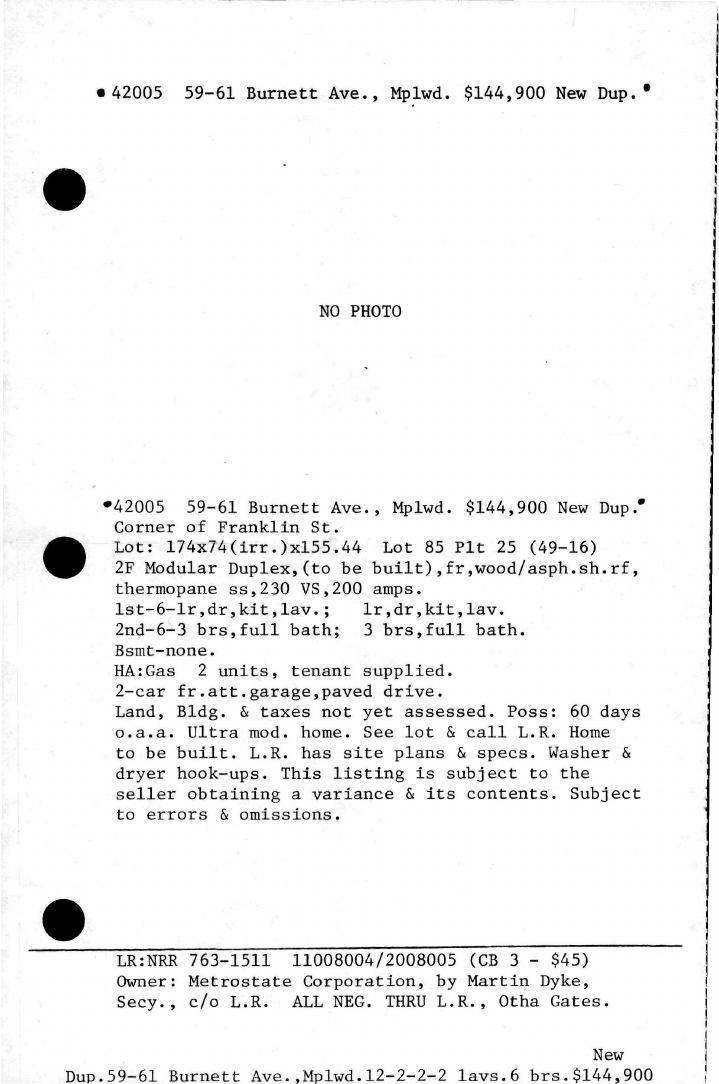 • 42005 59-61 Burnett Ave., Mplwd. $144,900 New Dup. •
NO PHOTO
•42005 59-61 Burnett Ave., Mplwd. $144,900 New Dup.•
Corner of Franklin St.
Lot: 174x74(irr.)x155.44 Lot 85 Plt 25 (49-16)
2F Modular Duplex,(to be built),fr,wood/asph.sh.rf,
thermopane ss,230 VS,200 amps.
1st-6-lr,dr,kit,lav.; lr,dr,kit,lav.
2nd-6-3 brs,full bath; 3 brs,full bath.
Bsmt-none.
HA:Gas 2 units, tenant supplied.
2-car fr.att.garage,paved drive.
Land, Bldg. & taxes not yet assessed. Poss: 60 days
o.a.a. Ultra mod. home. See lot & call L.R. Home
to be built. L.R. has site plans & specs. Washer &
dryer hook-ups. This listing is subject to the
seller obtaining a variance & its contents. Subject
to errors & omissions.
LR:NRR 763-1511 11008004/2008005 (CB 3 - $45)
Owner: Metrostate Corporation, by Martin Dyke,
Secy., c/o L.R. ALL NEG. THRU L.R., Otha Gates.
New
Dup.59-61 Burnett Ave.,Mplwd.12-2-2-2 lavs.6 brs.$144,900